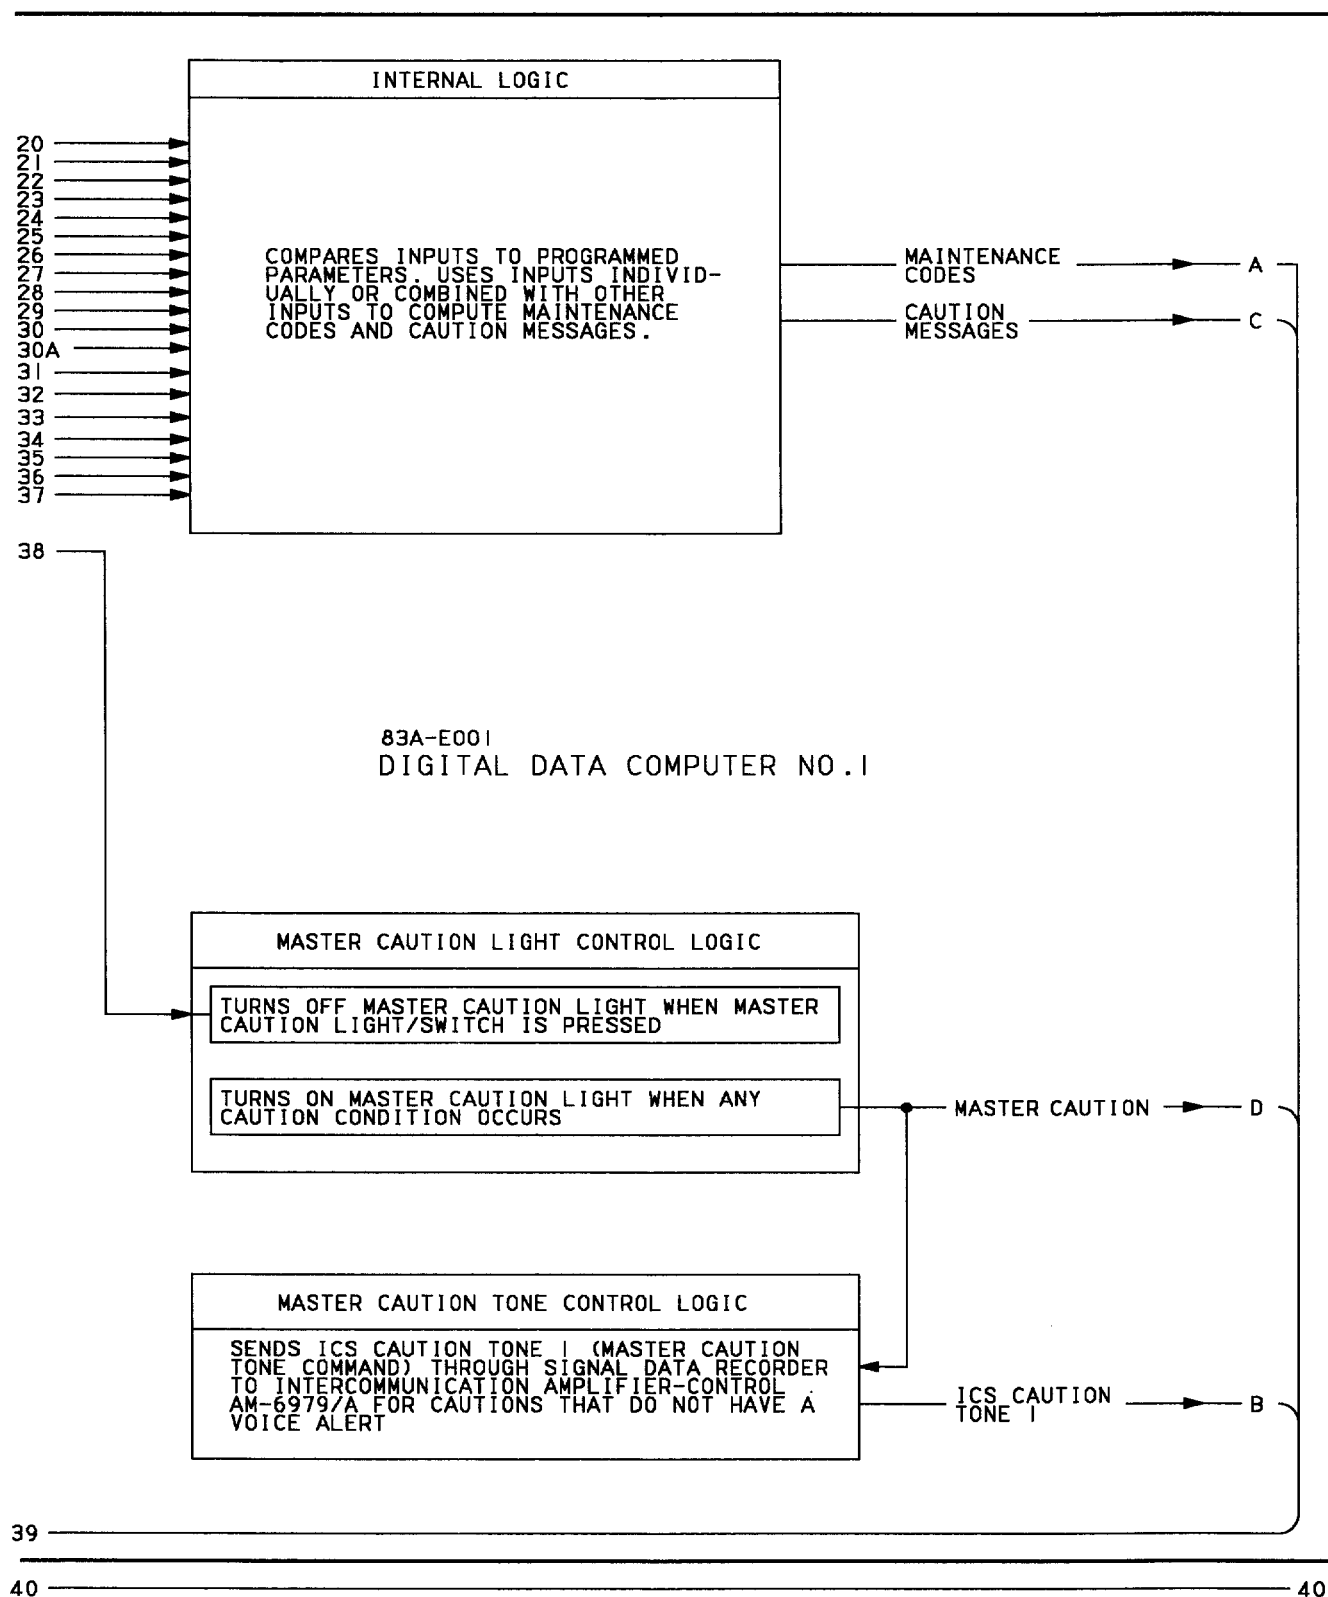 INTERNAL LOGIC
20
21
22
23
24
25
26
27
28
29
30
30A
31
32
33
34
35
36
37
COMPARES INPUTS TO PROGRAMMED
PARAMETERS. USES INPUTS INDIVID-
UALLY OR COMBINED WITH OTHER
INPUTS TO COMPUTE MAINTENANCE
CODES AND CAUTION MESSAGES.
MAINTENANCE
CODES
A
CAUTION
MESSAGES
C
38
83A-E001
DIGITAL DATA COMPUTER NO.1
MASTER CAUTION LIGHT CONTROL LOGIC
TURNS OFF MASTER CAUTION LIGHT WHEN MASTER
CAUTION LIGHT/SWITCH IS PRESSED
TURNS ON MASTER CAUTION LIGHT WHEN ANY
CAUTION CONDITION OCCURS
MASTER CAUTION
D
MASTER CAUTION TONE CONTROL LOGIC
SENDS ICS CAUTION TONE 1 (MASTER CAUTION
TONE COMMAND) THROUGH SIGNAL DATA RECORDER
TO INTERCOMMUNICATION AMPLIFIER-CONTROL
AM-6979/A FOR CAUTIONS THAT DO NOT HAVE A
VOICE ALERT
ICS CAUTION
TONE 1
B
39
40
40